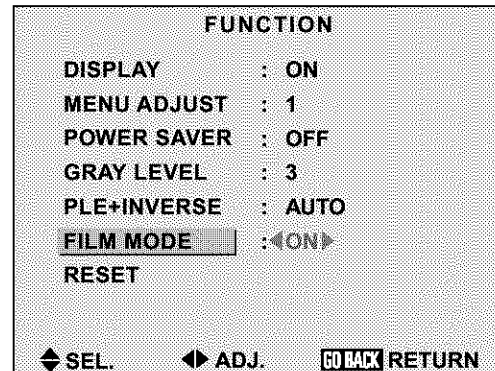 FUNCTION
DISPLAY : ON
MENU ADJUST : 1
POWER SAVER : OFF
GRAY LEVEL : 3
PLE+INVERSE : AUTO
FILM MODE : ◀ON▶
RESET
SEL. ADJ. GO BACK RETURN